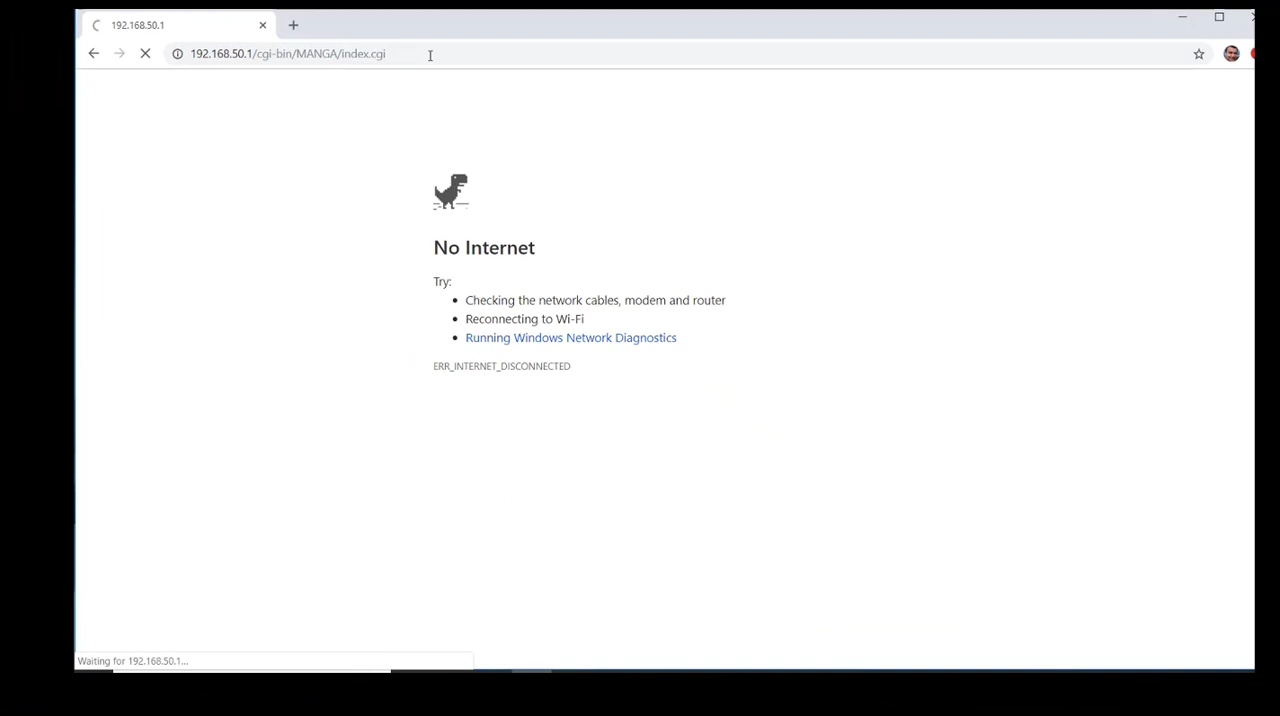 192.168.50.1
192.168.50.1/cgi-bin/MANGA/index.cgi
No Internet
Try:
Checking the network cables, modem and router
Reconnecting to Wi-Fi
Running Windows Network Diagnostics
ERR_INTERNET_DISCONNECTED
Waiting for 192.168.50.1...